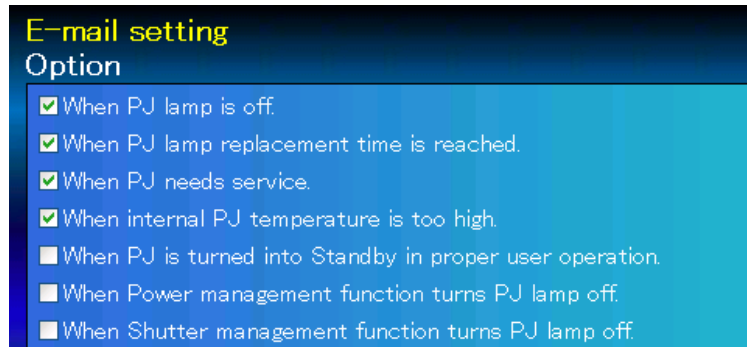 E-mail setting
Option
When PJ lamp is off.
When PJ lamp replacement time is reached.
When PJ needs service.
When internal PJ temperature is too high.
When PJ is turned into Standby in proper user operation.
When Power management function turns PJ lamp off.
When Shutter management function turns PJ lamp off.